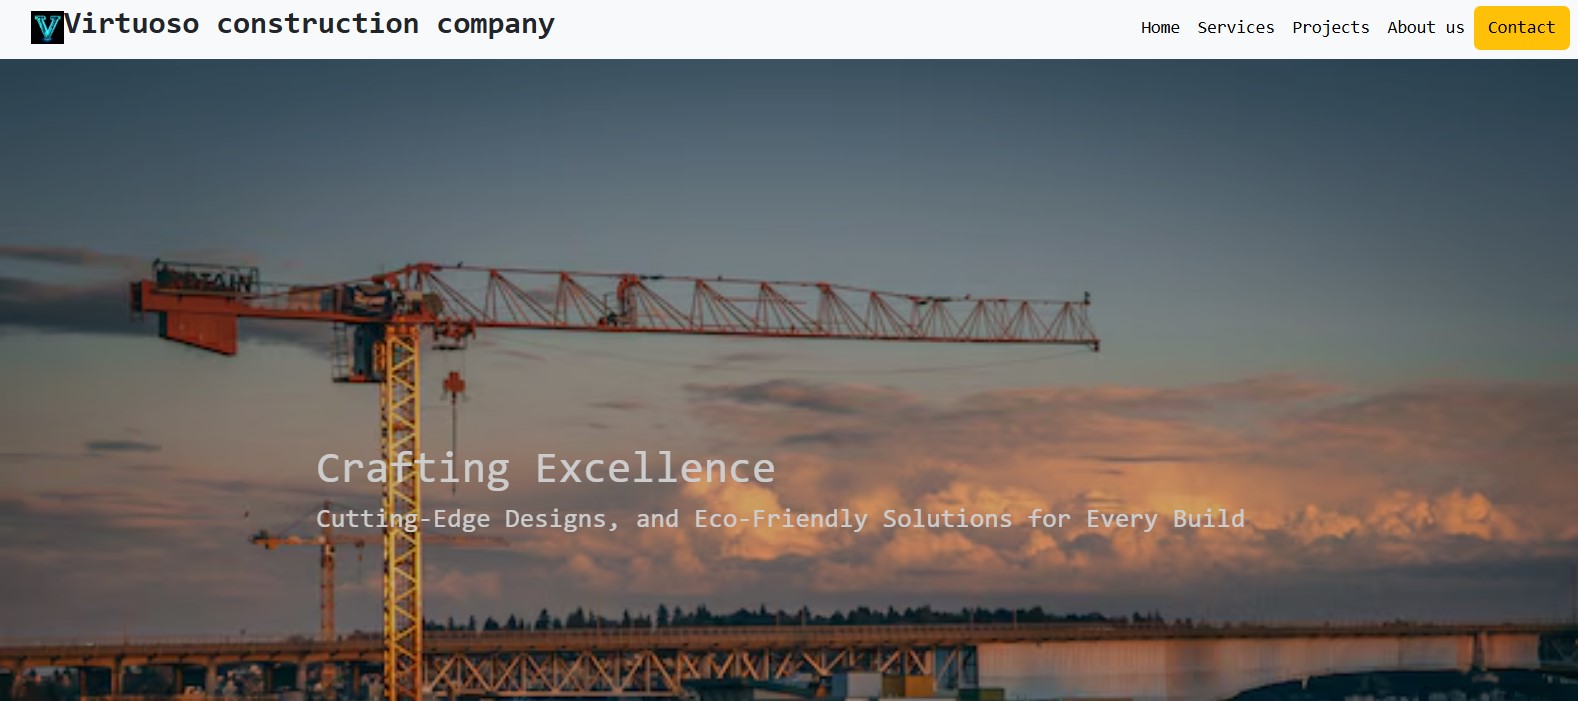 V Virtuoso construction company
Home Services Projects About us Contact
Crafting Excellence
Cutting-Edge Designs, and Eco-Friendly Solutions for Every Build